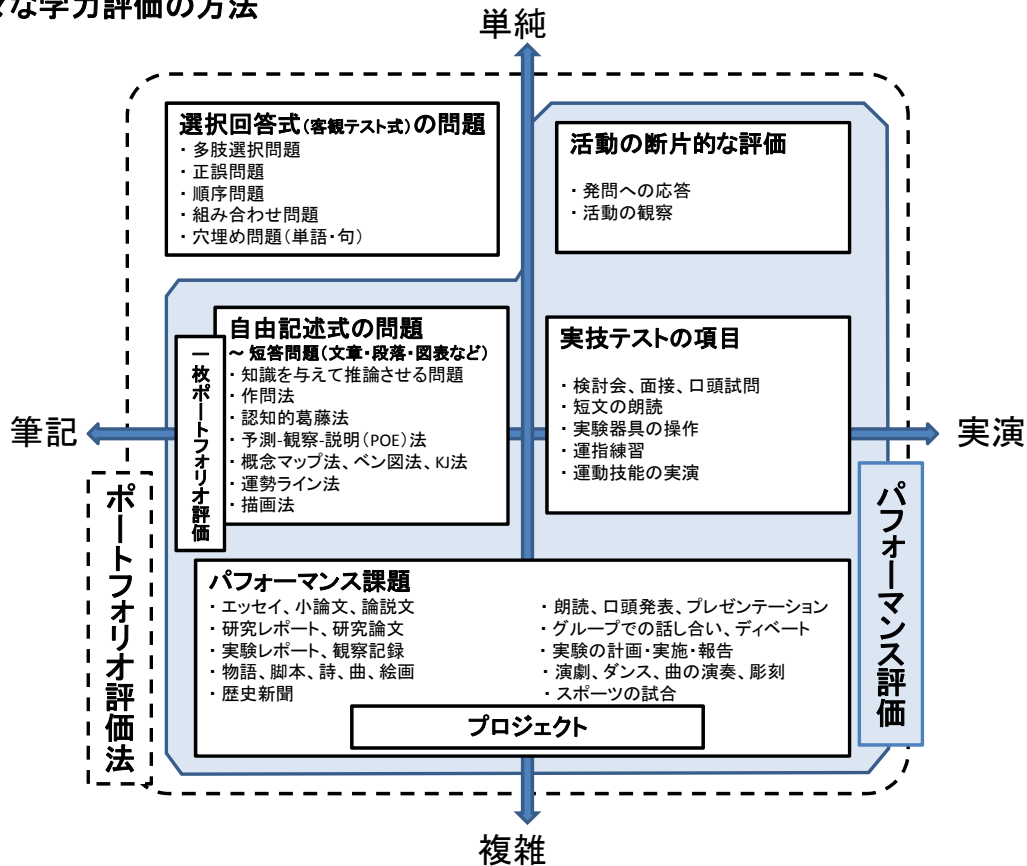 な学力評価の方法
単純
選択回答式(客観テスト式)の問題
・多肢選択問題
・正誤問題
・順序問題
・組み合わせ問題
・穴埋め問題(単語・句)
活動の断片的な評価
・発問への応答
・活動の観察
自由記述式の問題
~ 短答問題(文章・段落・図表など)
・知識を与えて推論させる問題
・作問法
・認知的葛藤法
・予測-観察-説明(POE)法
・概念マップ法、ベン図法、KJ法
・運勢ライン法
・描画法
一枚ポートフォリオ評価
実技テストの項目
・検討会、面接、口頭試問
・短文の朗読
・実験器具の操作
・運指練習
・運動技能の実演
筆記
実演
ポートフォリオ評価法
パフォーマンス評価
パフォーマンス課題
・エッセイ、小論文、論説文
・研究レポート、研究論文
・実験レポート、観察記録
・物語、脚本、詩、曲、絵画
・歴史新聞
・朗読、口頭発表、プレゼンテーション
・グループでの話し合い、ディベート
・実験の計画・実施・報告
・演劇、ダンス、曲の演奏、彫刻
・スポーツの試合
プロジェクト
複雑